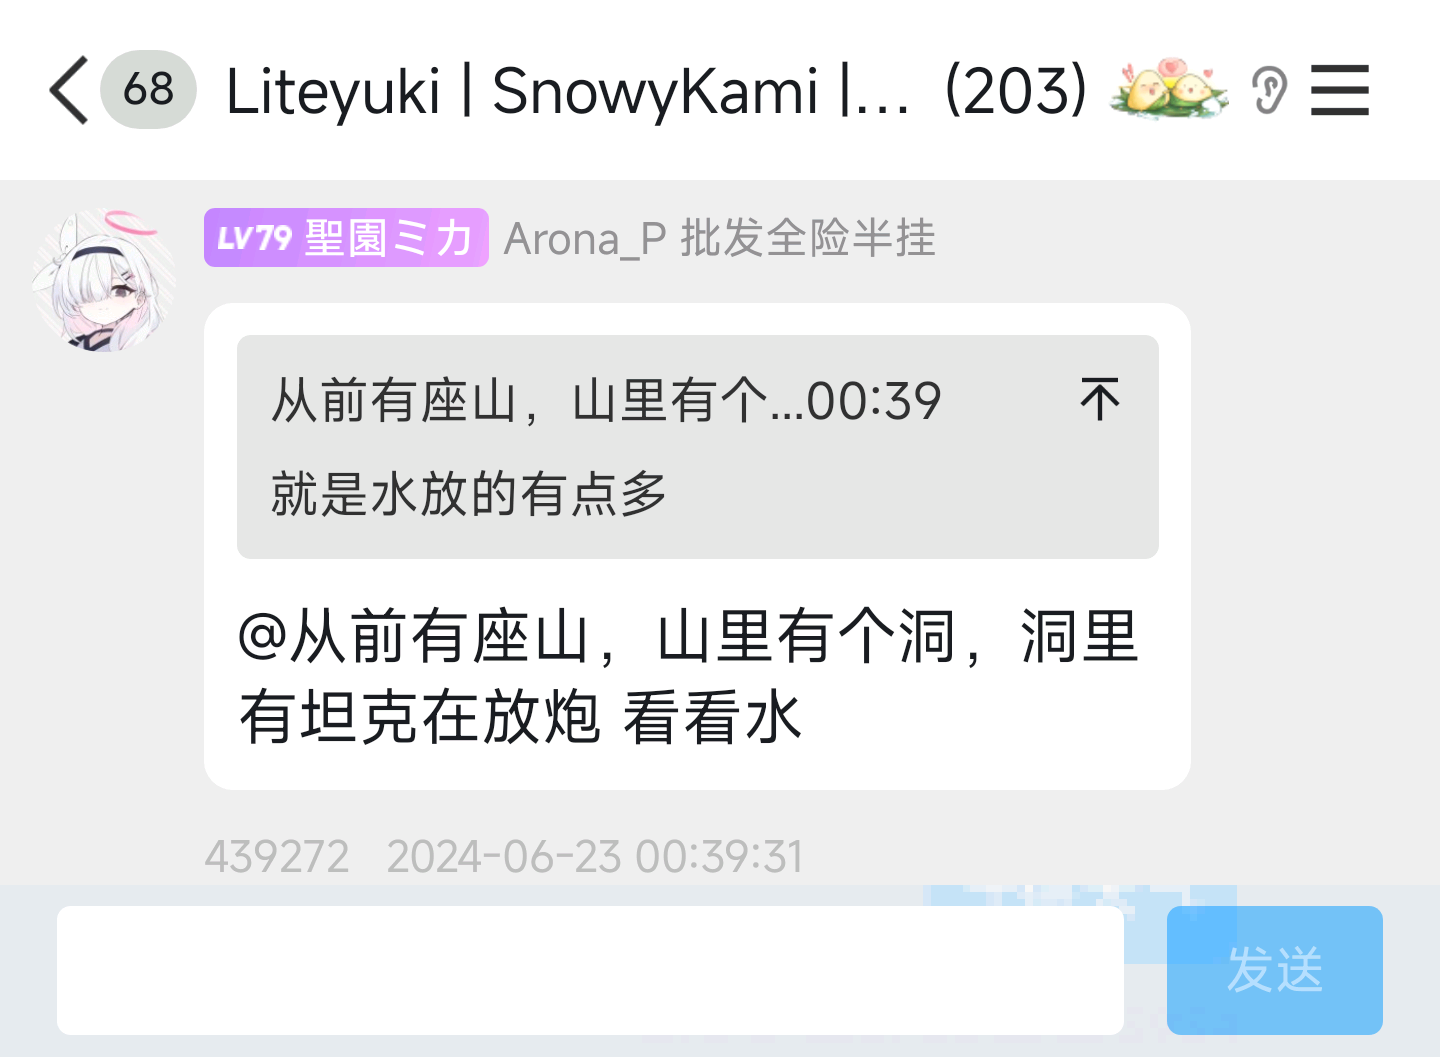 68 Liteyuki | SnowyKami |... (203)
LV79 聖園ミカ Arona_P 批发全险半挂
从前有座山，山里有个...00:39
就是水放的有点多
@从前有座山，山里有个洞，洞里
有坦克在放炮 看看水
439272 2024-06-23 00:39:31
发送